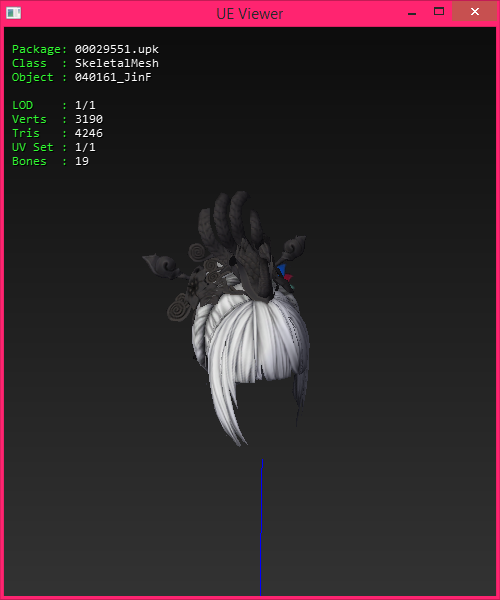 UE Viewer
Package: 00029551.upk
Class : SkeletalMesh
Object : 040161_JinF
LOD : 1/1
Verts : 3190
Tris : 4246
UV Set : 1/1
Bones : 19